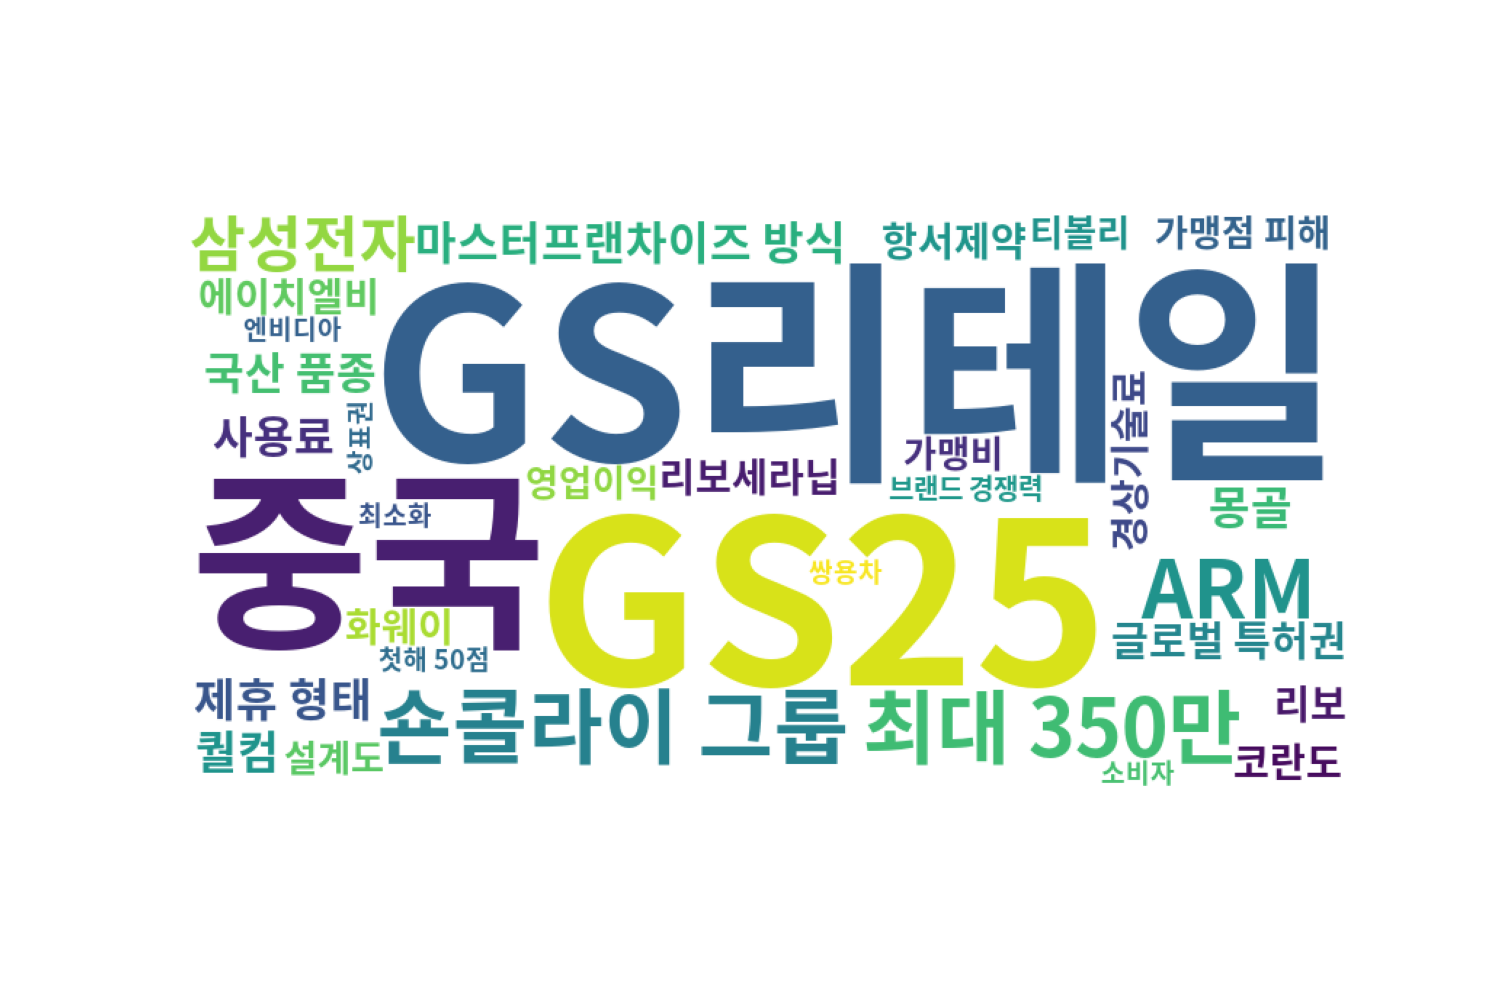 삼성전자
마스터프랜차이즈 방식
항서제약
티볼리
가맹점 피해
에이치엘비
엔비디아
GS리테일
국산 품종
사용료
상표권
경상기술료
가맹비
영업이익
리보세라닙
브랜드 경쟁력
몽골
중국
최소화
GS25
쌍용차
ARM
화웨이
글로벌 특허권
첫해 50점
제휴 형태
숀콜라이 그룹
최대 350만
리보
퀄컴
설계도
소비자
코란도